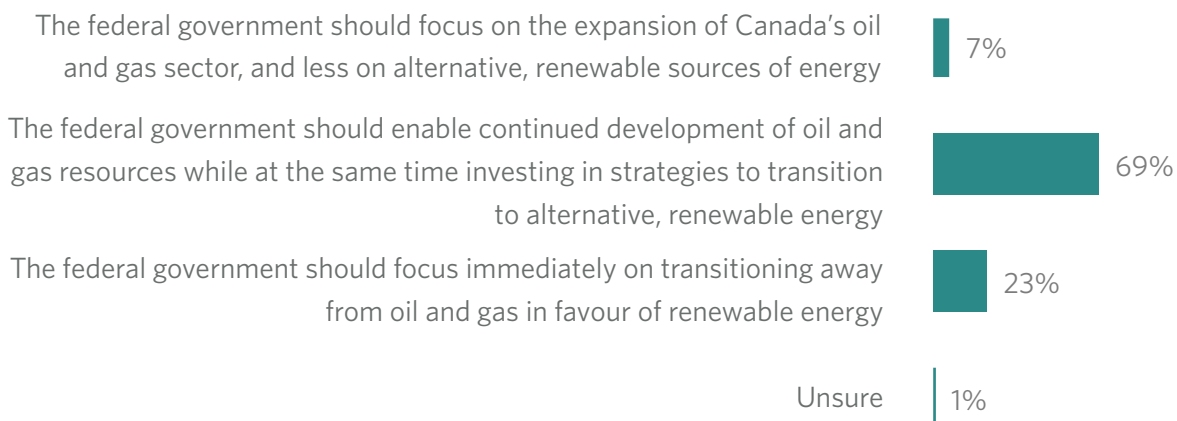 The federal government should focus on the expansion of Canada’s oil
and gas sector, and less on alternative, renewable sources of energy
7%
The federal government should enable continued development of oil and
gas resources while at the same time investing in strategies to transition
to alternative, renewable energy
69%
The federal government should focus immediately on transitioning away
from oil and gas in favour of renewable energy
23%
Unsure
1%